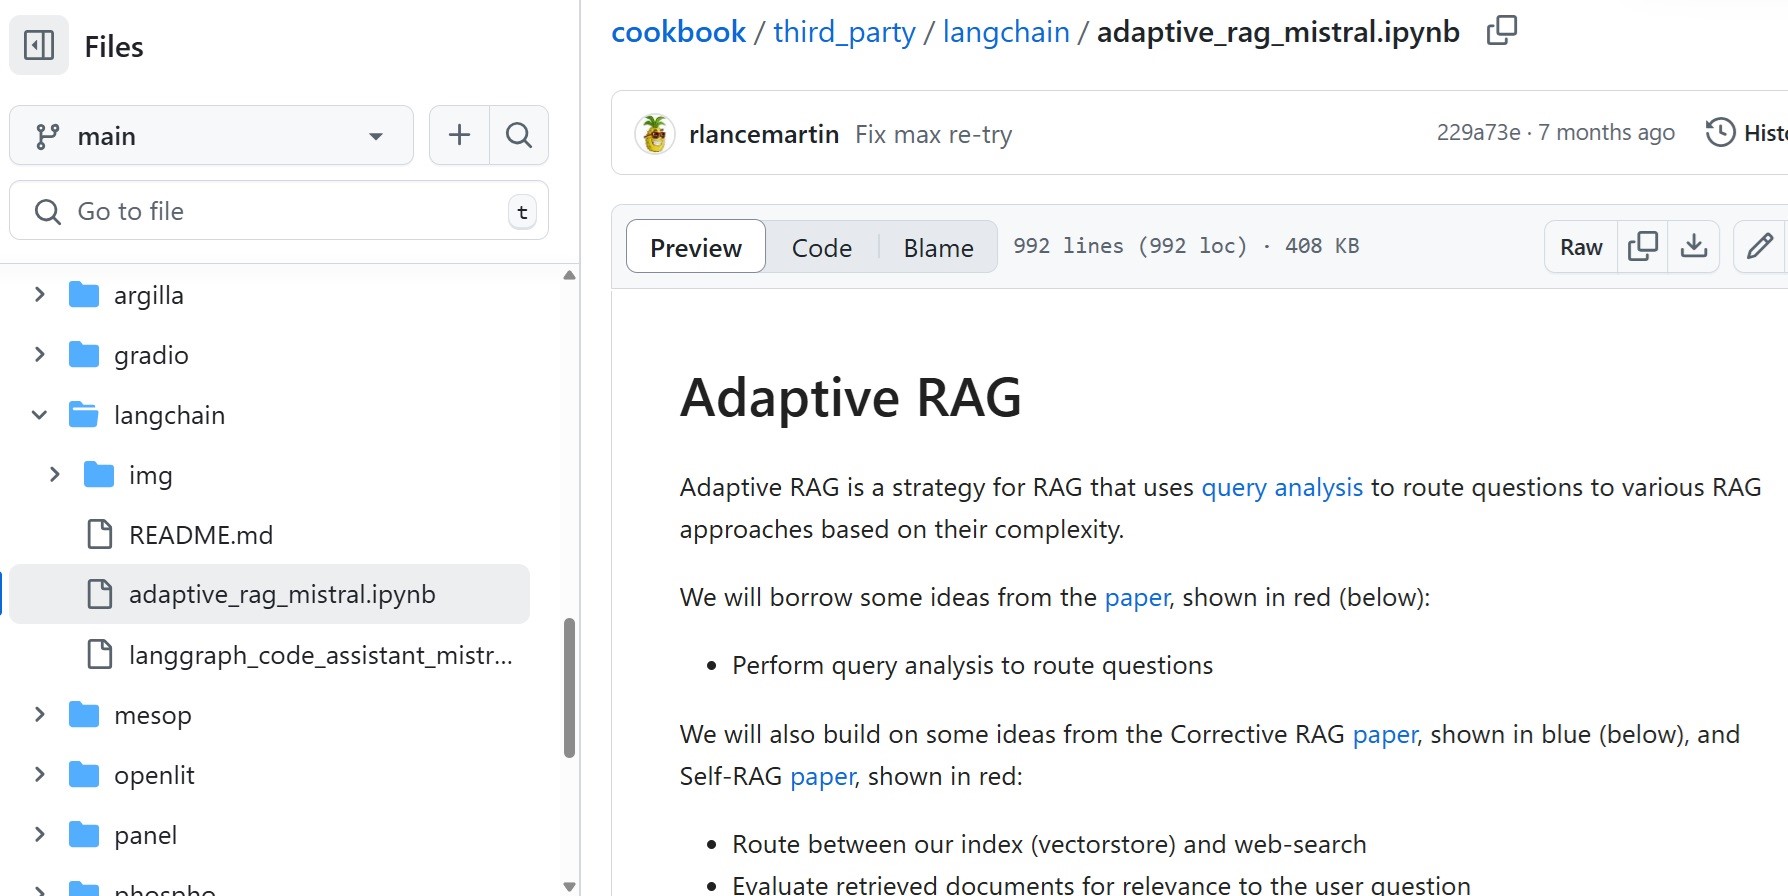 Files
main
Go to file
t
argilla
gradio
langchain
img
README.md
adaptive_rag_mistral.ipynb
langgraph_code_assistant_mistr...
mesop
openlit
panel
phospho
cookbook / third_party / langchain / adaptive_rag_mistral.ipynb
rlancemartin Fix max re-try 229a73e · 7 months ago Histo
Preview Code Blame 992 lines (992 loc) · 408 KB Raw
Adaptive RAG
Adaptive RAG is a strategy for RAG that uses query analysis to route questions to various RAG
approaches based on their complexity.
We will borrow some ideas from the paper, shown in red (below):
• Perform query analysis to route questions
We will also build on some ideas from the Corrective RAG paper, shown in blue (below), and
Self-RAG paper, shown in red:
• Route between our index (vectorstore) and web-search
• Evaluate retrieved documents for relevance to the user question